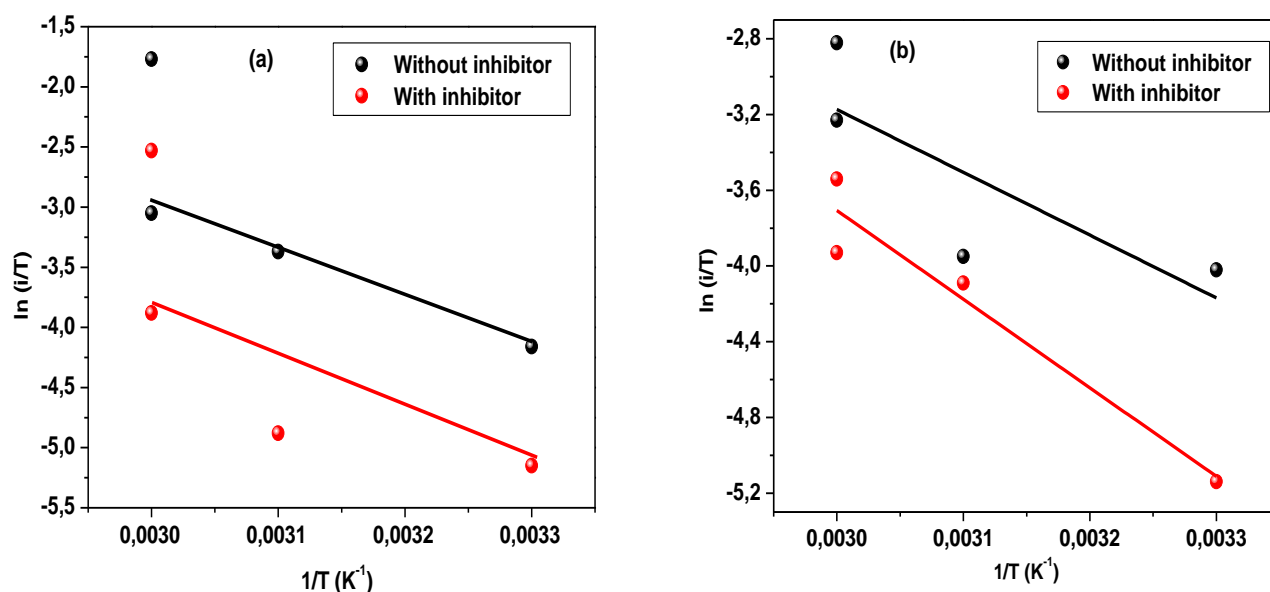 (a)
Without inhibitor
With inhibitor
-1,5
-2,0
-2,5
-3,0
-3,5
-4,0
-4,5
-5,0
-5,5
ln (i/T)
0,0030
0,0031
0,0032
0,0033
1/T (K⁻¹)
(b)
Without inhibitor
With inhibitor
-2,8
-3,2
-3,6
-4,0
-4,4
-4,8
-5,2
ln (i/T)
0,0030
0,0031
0,0032
0,0033
1/T (K⁻¹)